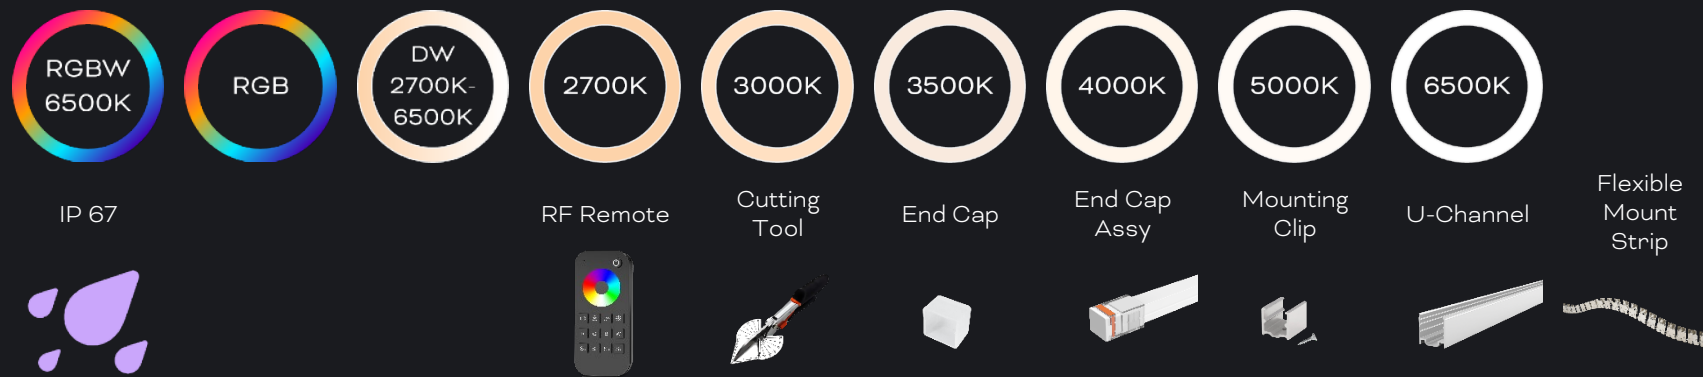 RGBW
6500K
RGB
DW
2700K-
6500K
2700K
3000K
3500K
4000K
5000K
6500K
IP 67
RF Remote
Cutting
Tool
End Cap
End Cap
Assy
Mounting
Clip
U-Channel
Flexible
Mount
Strip